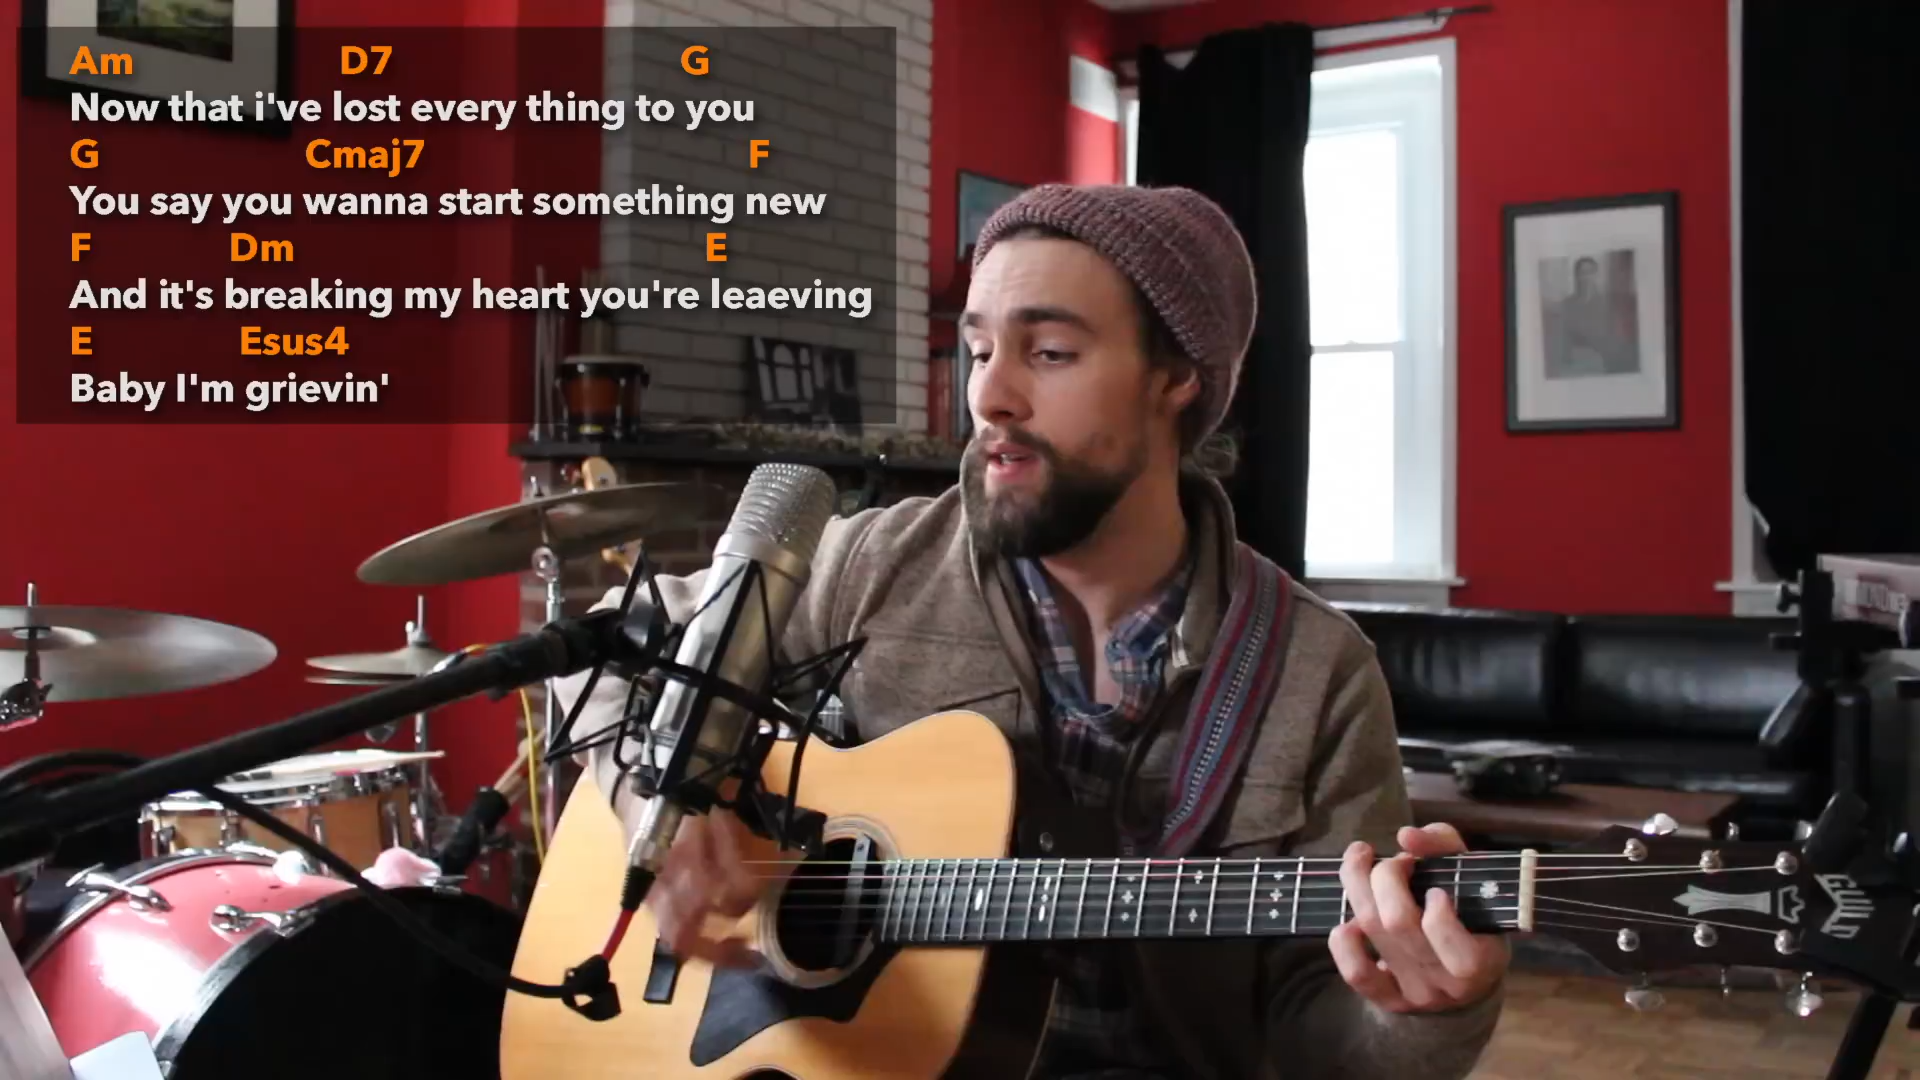 Am D7 G
Now that i've lost every thing to you
G Cmaj7 F
You say you wanna start something new
F Dm E
And it's breaking my heart you're leaeving
E Esus4
Baby I'm grievin'
GUILD